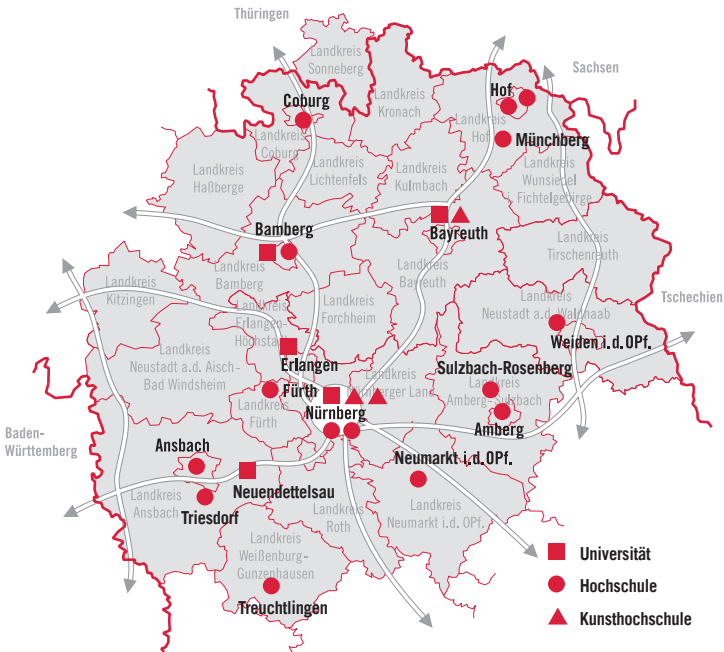 Thüringen
Landkreis
Sonneberg
Sachsen
Hof
Coburg
Landkreis
Kronach
Landkreis
Hof
Münchberg
Landkreis
Coburg
Landkreis
Lichtenfels
Landkreis
Kulmbach
Landkreis
Wunsiedel
i. Fichtelgebirge
Landkreis
Haßberge
Bamberg
Bayreuth
Landkreis
Tirschenreuth
Landkreis
Bamberg
Landkreis
Bayreuth
Landkreis
Kitzingen
Landkreis
Erlangen-
Höchstadt
Landkreis
Forchheim
Landkreis
Neustadt a.d. Waldnaab
Tschechien
Weiden i.d.OPf.
Landkreis
Neustadt a.d. Aisch-
Bad Windsheim
Erlangen
Sulzbach-Rosenberg
Fürth
Landkreis
Nürnberger Land
Landkreis
Amberg-Sulzbach
Landkreis
Fürth
Nürnberg
Amberg
Baden-
Württemberg
Ansbach
Neumarkt i.d.OPf.
Neuendettelsau
Landkreis
Ansbach
Triesdorf
Landkreis
Roth
Landkreis
Neumarkt i.d. OPf.
Landkreis
Weißenburg-
Gunzenhausen
Treuchtlingen
Universität
Hochschule
Kunsthochschule